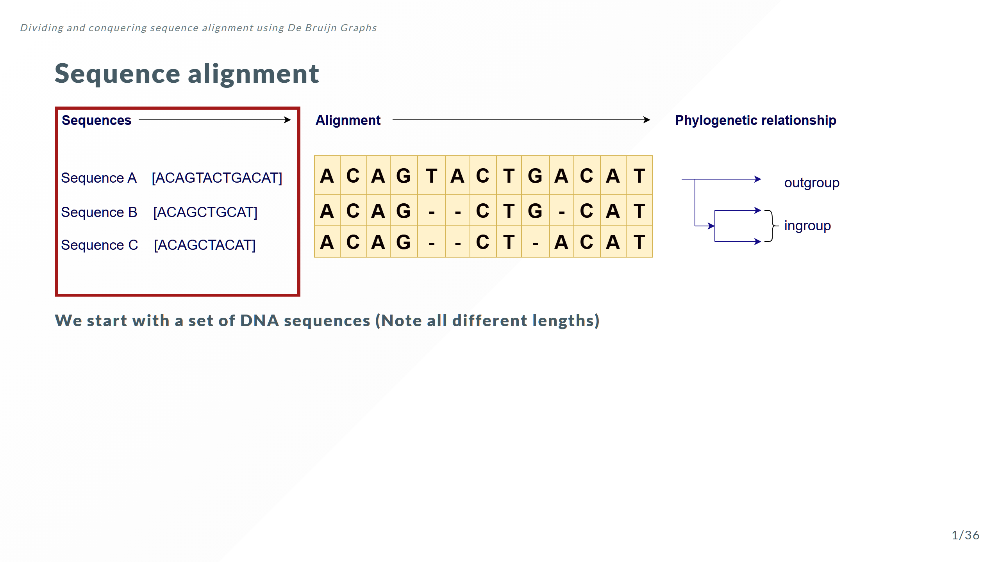 Dividing and conquering sequence alignment using De Bruijn Graphs
Sequence alignment
Sequences
Sequence A [ACAGTACTGACAT]
Sequence B [ACAGCTGCAT]
Sequence C [ACAGCTACAT]
Alignment
A C A G T A C T G A C A T
A C A G - - C T G - C A T
A C A G - - C T - A C A T
Phylogenetic relationship
outgroup
ingroup
We start with a set of DNA sequences (Note all different lengths)
1/36